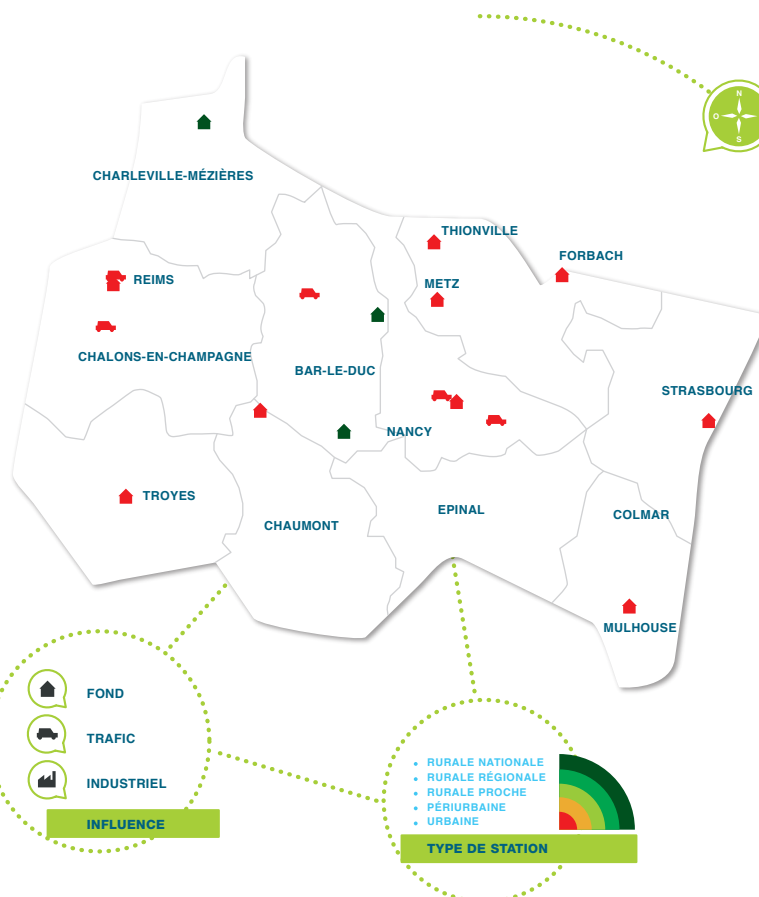 N
O
S
CHARLEVILLE-MÉZIÈRES
THIONVILLE
FORBACH
REIMS
METZ
CHALONS-EN-CHAMPAGNE
BAR-LE-DUC
STRASBOURG
NANCY
TROYES
CHAUMONT
EPINAL
COLMAR
MULHOUSE
FOND
TRAFIC
INDUSTRIEL
INFLUENCE
• RURALE NATIONALE
• RURALE RÉGIONALE
• RURALE PROCHE
• PÉRIURBAINE
• URBAINE
TYPE DE STATION